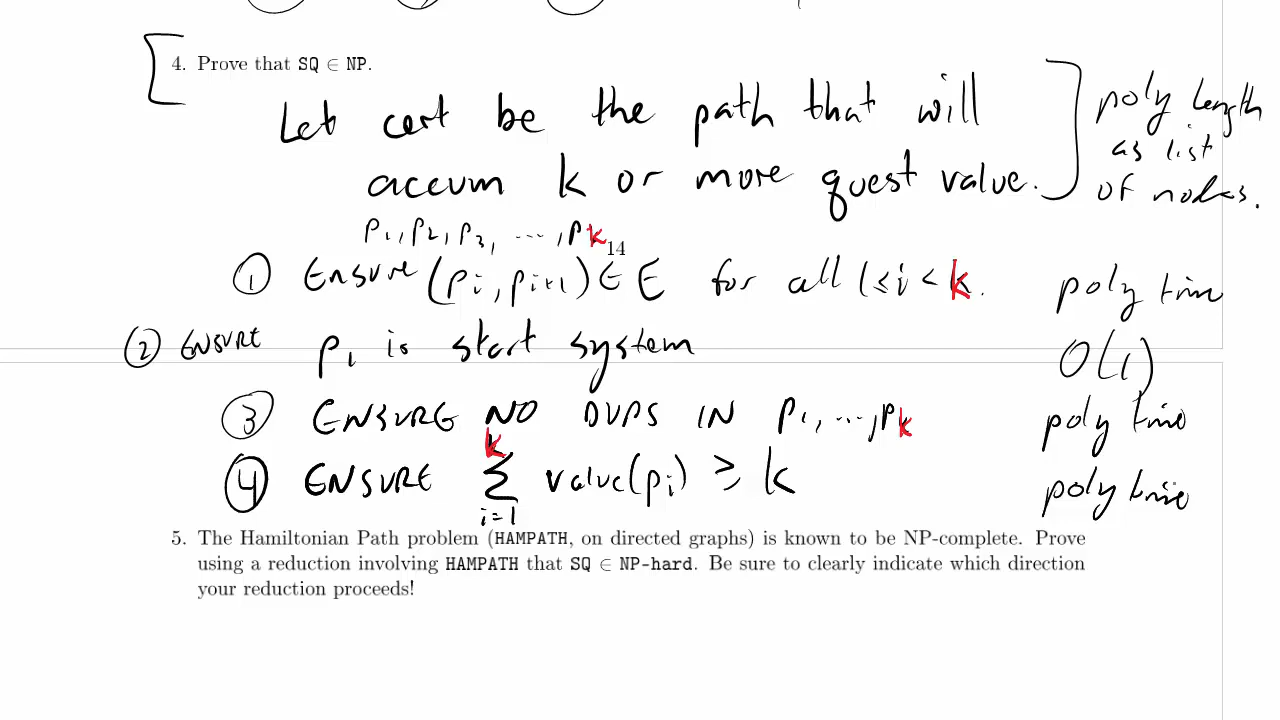 4. Prove that SQ ∈ NP.
Let cert be the path that will
accum k or more quest value.
poly length
as list
of nodes.
p₁, p₂, p₃, ..., pk
14
① ENSURE (pᵢ, pᵢ₊₁) ∈ E for all 1 ≤ i < k. poly time
② ENSURE p₁ is start system O(1)
③ ENSURE NO DUPS IN p₁, ..., pk poly time
④ ENSURE k∑i=1 value(pᵢ) ≥ k poly time
5. The Hamiltonian Path problem (HAMPATH, on directed graphs) is known to be NP-complete. Prove
using a reduction involving HAMPATH that SQ ∈ NP-hard. Be sure to clearly indicate which direction
your reduction proceeds!